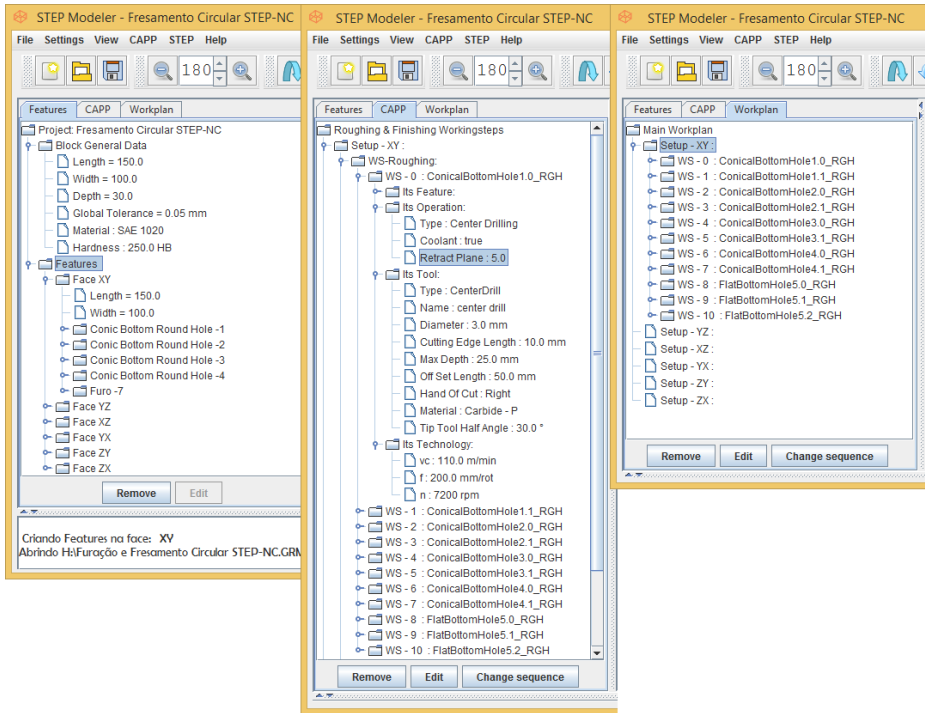 STEP Modeler - Fresamento Circular STEP-NC
File Settings View CAPP STEP Help
180
Features CAPP Workplan
Project: Fresamento Circular STEP-NC
Block General Data
Length = 150.0
Width = 100.0
Depth = 30.0
Global Tolerance = 0.05 mm
Material : SAE 1020
Hardness : 250.0 HB
Features
Face XY
Length = 150.0
Width = 100.0
Conic Bottom Round Hole -1
Conic Bottom Round Hole -2
Conic Bottom Round Hole -3
Conic Bottom Round Hole -4
Furo -7
Face YZ
Face XZ
Face YX
Face ZY
Face ZX
Remove Edit
Criando Features na face: XY
Abrindo H:\Furação e Fresamento Circular STEP-NC.GRM
STEP Modeler - Fresamento Circular STEP-NC
File Settings View CAPP STEP Help
180
Features CAPP Workplan
Roughing & Finishing Workingsteps
Setup - XY :
WS-Roughing:
WS - 0 : ConicalBottomHole1.0_RGH
Its Feature:
Its Operation:
Type : Center Drilling
Coolant : true
Retract Plane : 5.0
Its Tool:
Type : CenterDrill
Name : center drill
Diameter : 3.0 mm
Cutting Edge Length : 10.0 mm
Max Depth : 25.0 mm
Off Set Length : 50.0 mm
Hand Of Cut : Right
Material : Carbide - P
Tip Tool Half Angle : 30.0 °
Its Technology:
vc : 110.0 m/min
f : 200.0 mm/rot
n : 7200 rpm
WS - 1 : ConicalBottomHole1.1_RGH
WS - 2 : ConicalBottomHole2.0_RGH
WS - 3 : ConicalBottomHole2.1_RGH
WS - 4 : ConicalBottomHole3.0_RGH
WS - 5 : ConicalBottomHole3.1_RGH
WS - 6 : ConicalBottomHole4.0_RGH
WS - 7 : ConicalBottomHole4.1_RGH
WS - 8 : FlatBottomHole5.0_RGH
WS - 9 : FlatBottomHole5.1_RGH
WS - 10 : FlatBottomHole5.2_RGH
Remove Edit Change sequence
STEP Modeler - Fresamento Circular STEP-NC
File Settings View CAPP STEP Help
180
Features CAPP Workplan
Main Workplan
Setup - XY :
WS - 0 : ConicalBottomHole1.0_RGH
WS - 1 : ConicalBottomHole1.1_RGH
WS - 2 : ConicalBottomHole2.0_RGH
WS - 3 : ConicalBottomHole2.1_RGH
WS - 4 : ConicalBottomHole3.0_RGH
WS - 5 : ConicalBottomHole3.1_RGH
WS - 6 : ConicalBottomHole4.0_RGH
WS - 7 : ConicalBottomHole4.1_RGH
WS - 8 : FlatBottomHole5.0_RGH
WS - 9 : FlatBottomHole5.1_RGH
WS - 10 : FlatBottomHole5.2_RGH
Setup - YZ :
Setup - XZ :
Setup - YX :
Setup - ZY :
Setup - ZX :
Remove Edit Change sequence